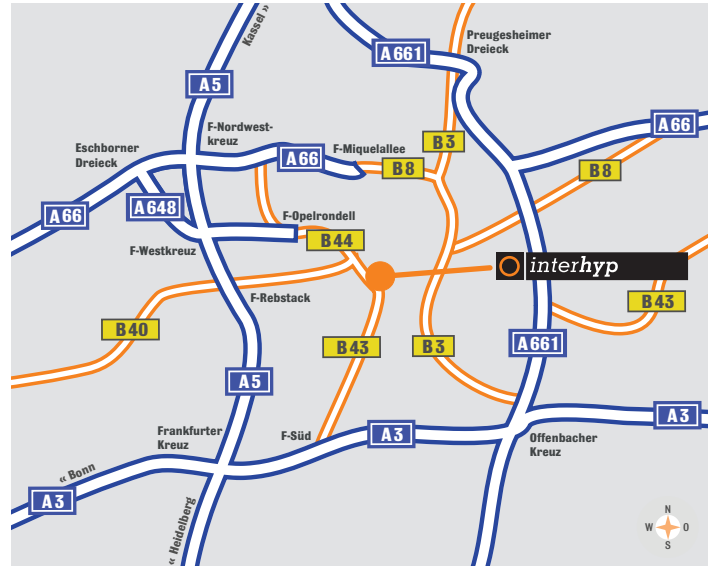 Kassel »
Preugesheimer
Dreieck
A661
A5
F-Nordwest-
kreuz
A66
Eschborner
Dreieck
F-Miquelallee
B3
A66
B8
B8
A648
A66
F-Opelrondell
B44
F-Westkreuz
interhyp
F-Rebstack
B43
B40
B43
B3
A661
A5
Frankfurter
Kreuz
F-Süd
A3
A3
Offenbacher
Kreuz
« Bonn
A3
« Heidelberg
N
W
O
S